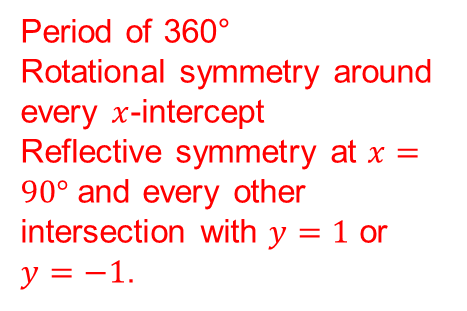 Period of 360°
Rotational symmetry around
every x-intercept
Reflective symmetry at x =
90° and every other
intersection with y = 1 or
y = −1.